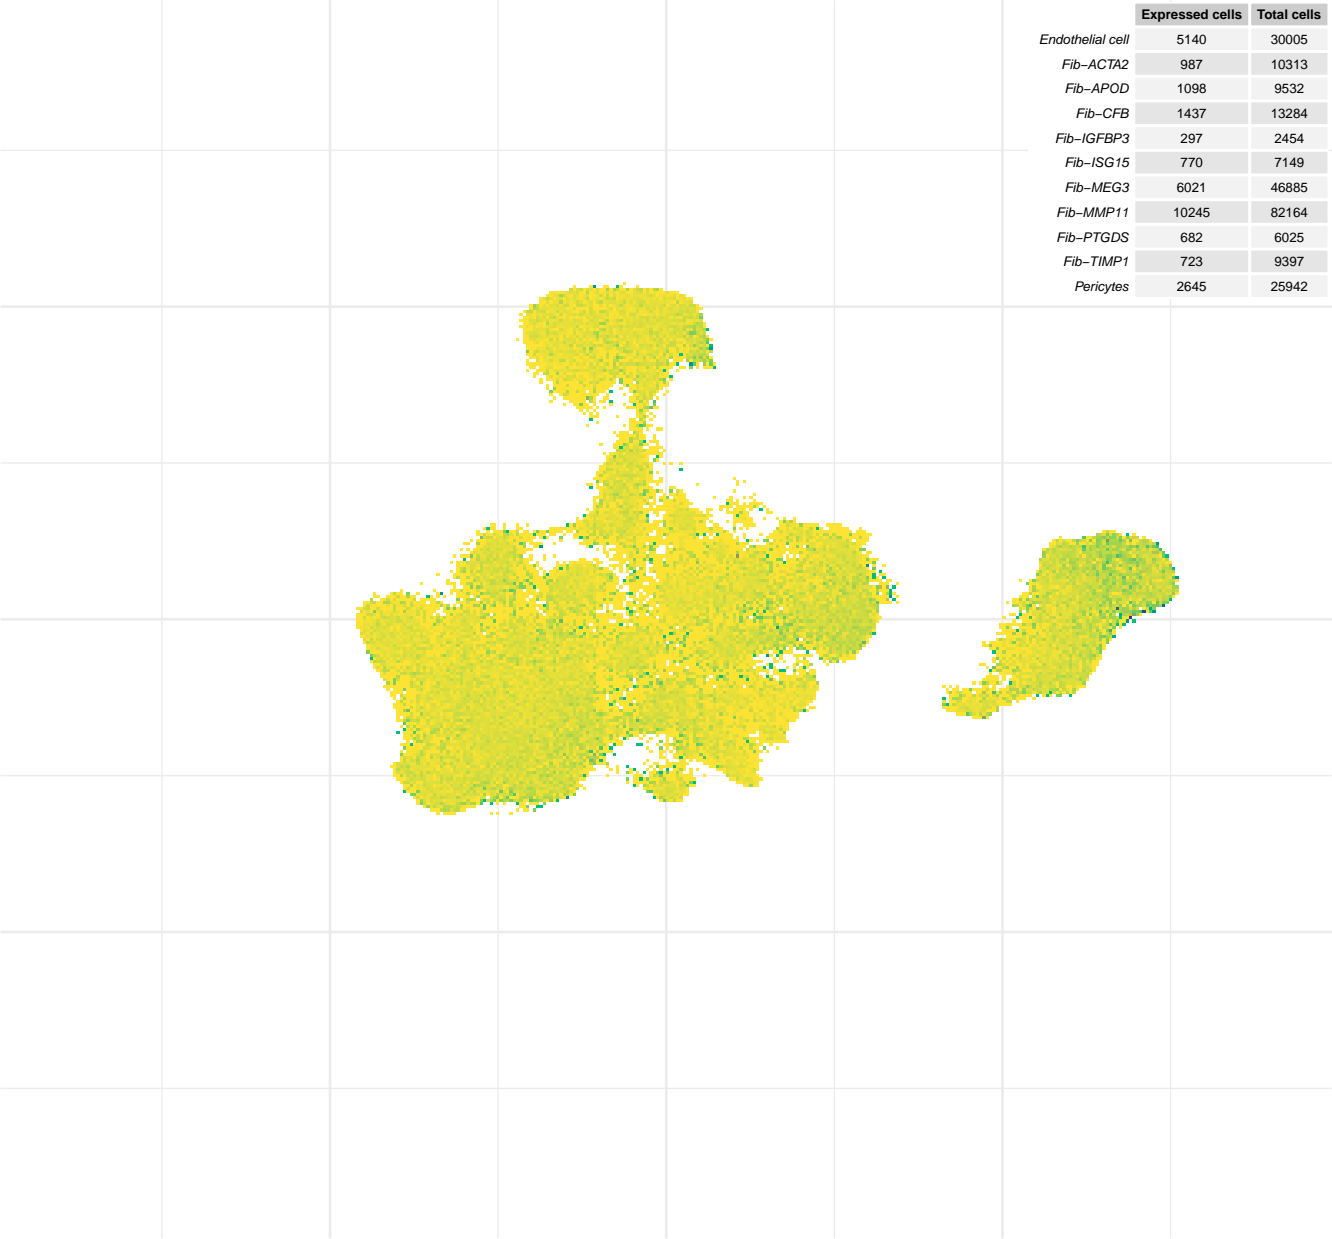 Expressed cells Total cells
Endothelial cell 5140 30005
Fib−ACTA2 987 10313
Fib−APOD 1098 9532
Fib−CFB 1437 13284
Fib−IGFBP3 297 2454
Fib−ISG15 770 7149
Fib−MEG3 6021 46885
Fib−MMP11 10245 82164
Fib−PTGDS 682 6025
Fib−TIMP1 723 9397
Pericytes 2645 25942